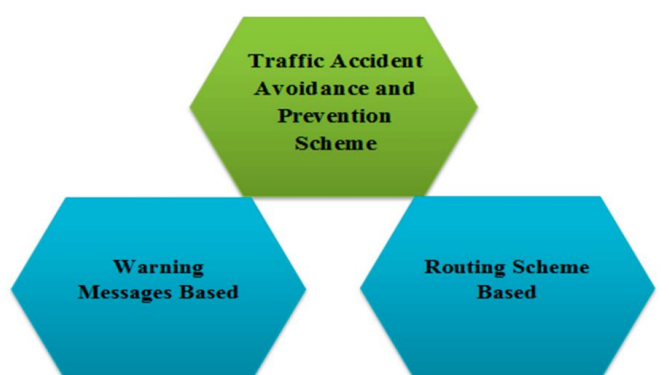 Traffic Accident
Avoidance and
Prevention
Scheme
Warning
Messages Based
Routing Scheme
Based